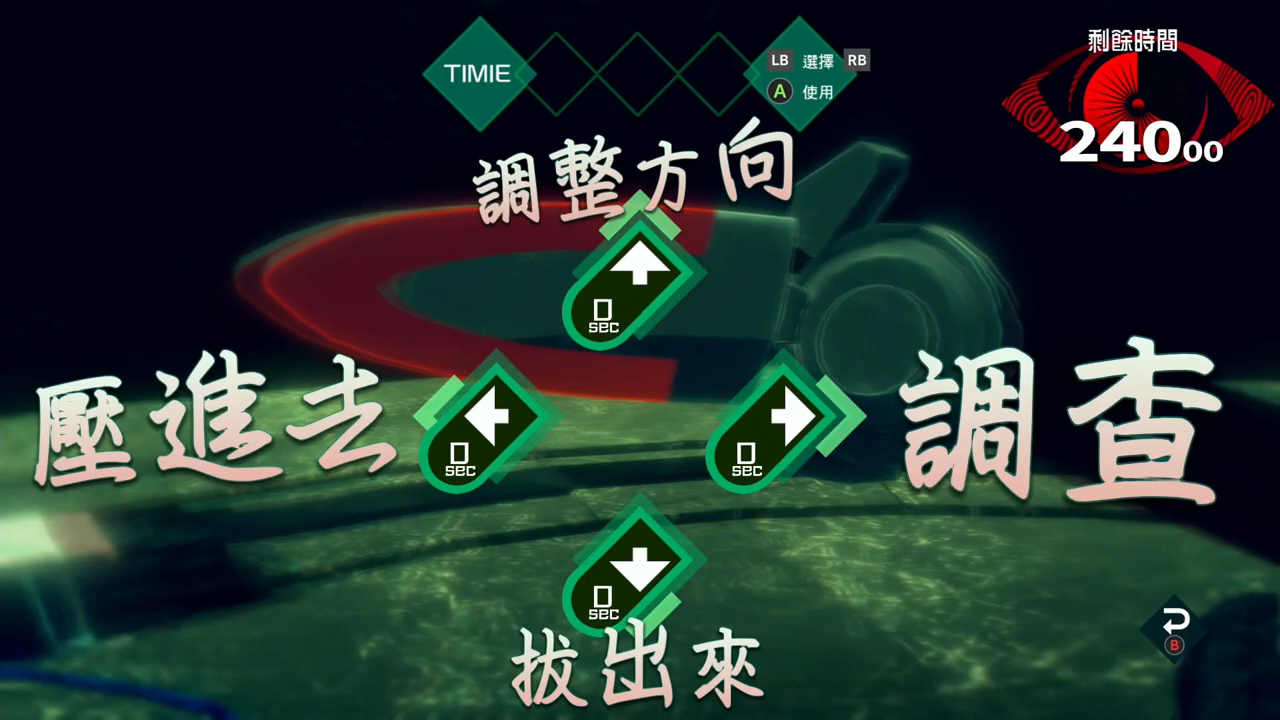 TIMIE
LB 選擇 RB
A 使用
剩餘時間
24000
調整方向
0
sec
壓進去
0
sec
0
sec
調查
0
sec
拔出來
B